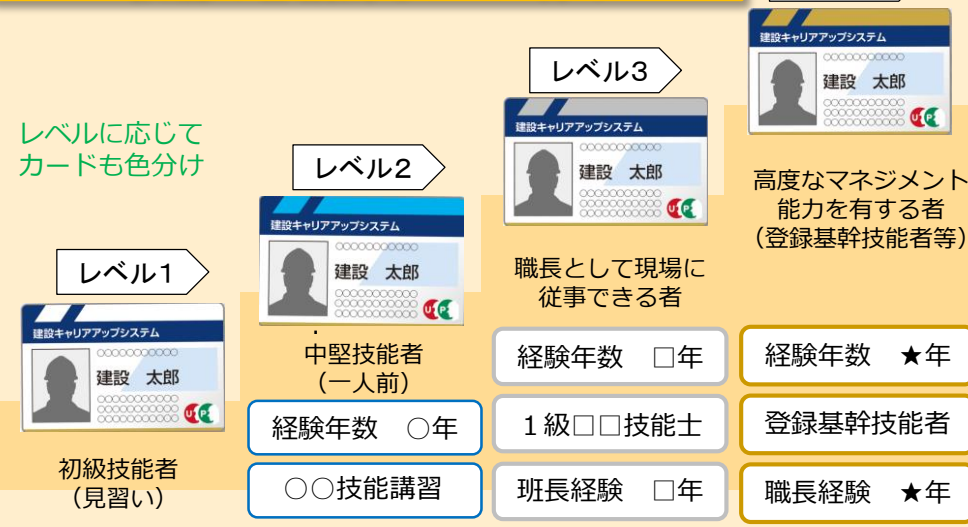 レベルに応じて
カードも色分け
レベル1
建設キャリアアップシステム
○○○○○○○○○○○
建設 太郎
○○○○○○○○○○
○○○○○○○○○○
○○○○○○○○○○
初級技能者
（見習い）
レベル2
建設キャリアアップシステム
○○○○○○○○○○○
建設 太郎
○○○○○○○○○○
○○○○○○○○○○
○○○○○○○○○○
中堅技能者
（一人前）
経験年数 ○年
○○技能講習
レベル3
建設キャリアアップシステム
○○○○○○○○○○○
建設 太郎
○○○○○○○○○○
○○○○○○○○○○
○○○○○○○○○○
職長として現場に
従事できる者
経験年数 □年
１級□□技能士
班長経験 □年
建設キャリアアップシステム
○○○○○○○○○○○
建設 太郎
○○○○○○○○○○
○○○○○○○○○○
○○○○○○○○○○
高度なマネジメント
能力を有する者
（登録基幹技能者等）
経験年数 ★年
登録基幹技能者
職長経験 ★年